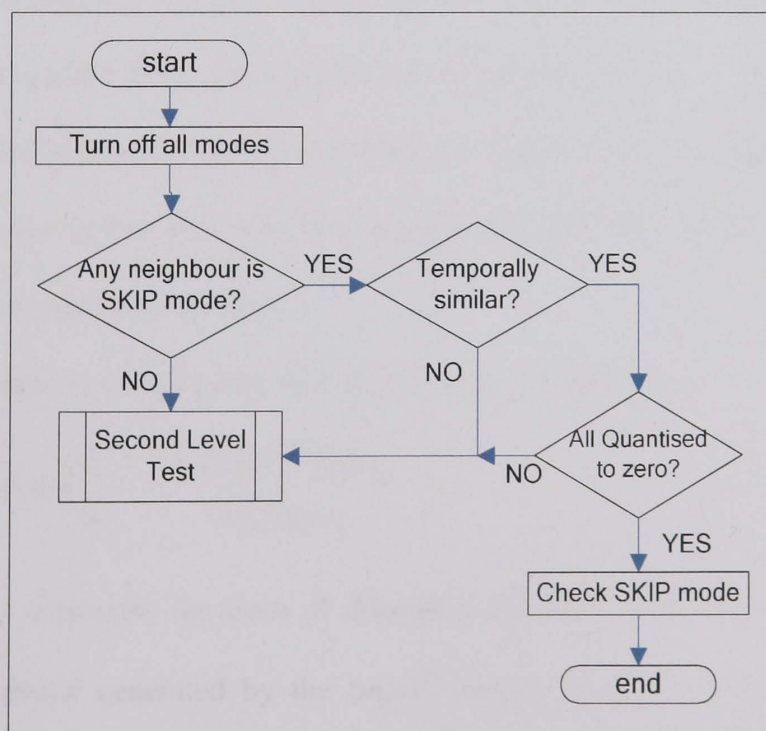 start
Turn off all modes
Any neighbour is
SKIP mode?
YES
Temporally
similar?
YES
NO
NO
Second Level
Test
All Quantised
to zero?
NO
YES
Check SKIP mode
end